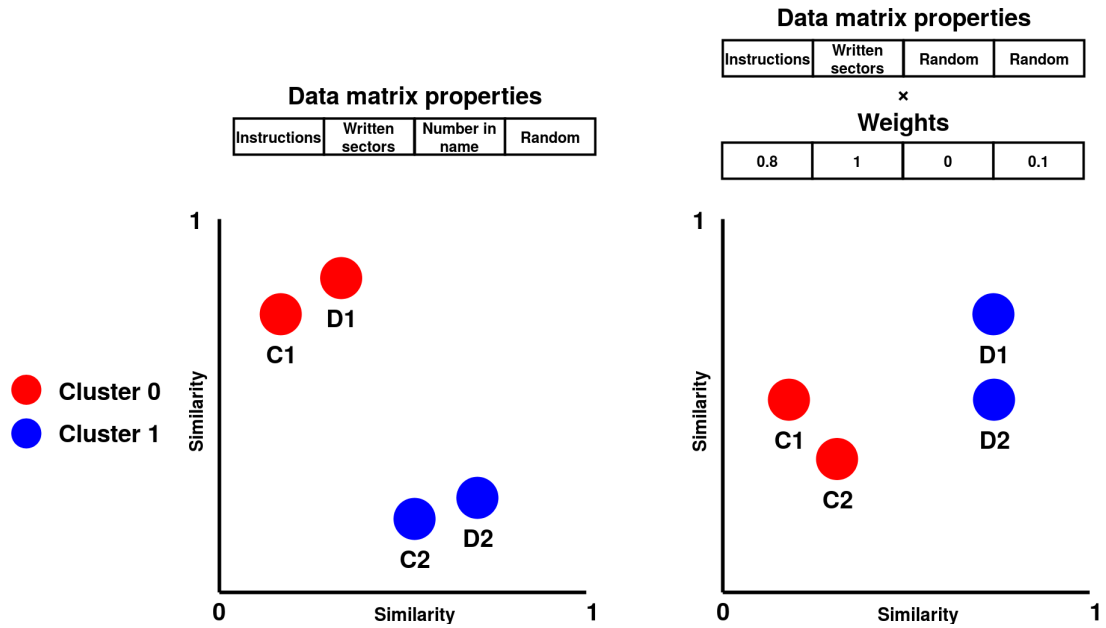 Data matrix properties
Instructions
Written
sectors
Number in
name
Random
1
C1
D1
C2
D2
Similarity
0
Similarity
1
Cluster 0
Cluster 1
Data matrix properties
Instructions
Written
sectors
Random
Random
×
Weights
0.8
1
0
0.1
1
D1
C1
D2
C2
Similarity
0
Similarity
1